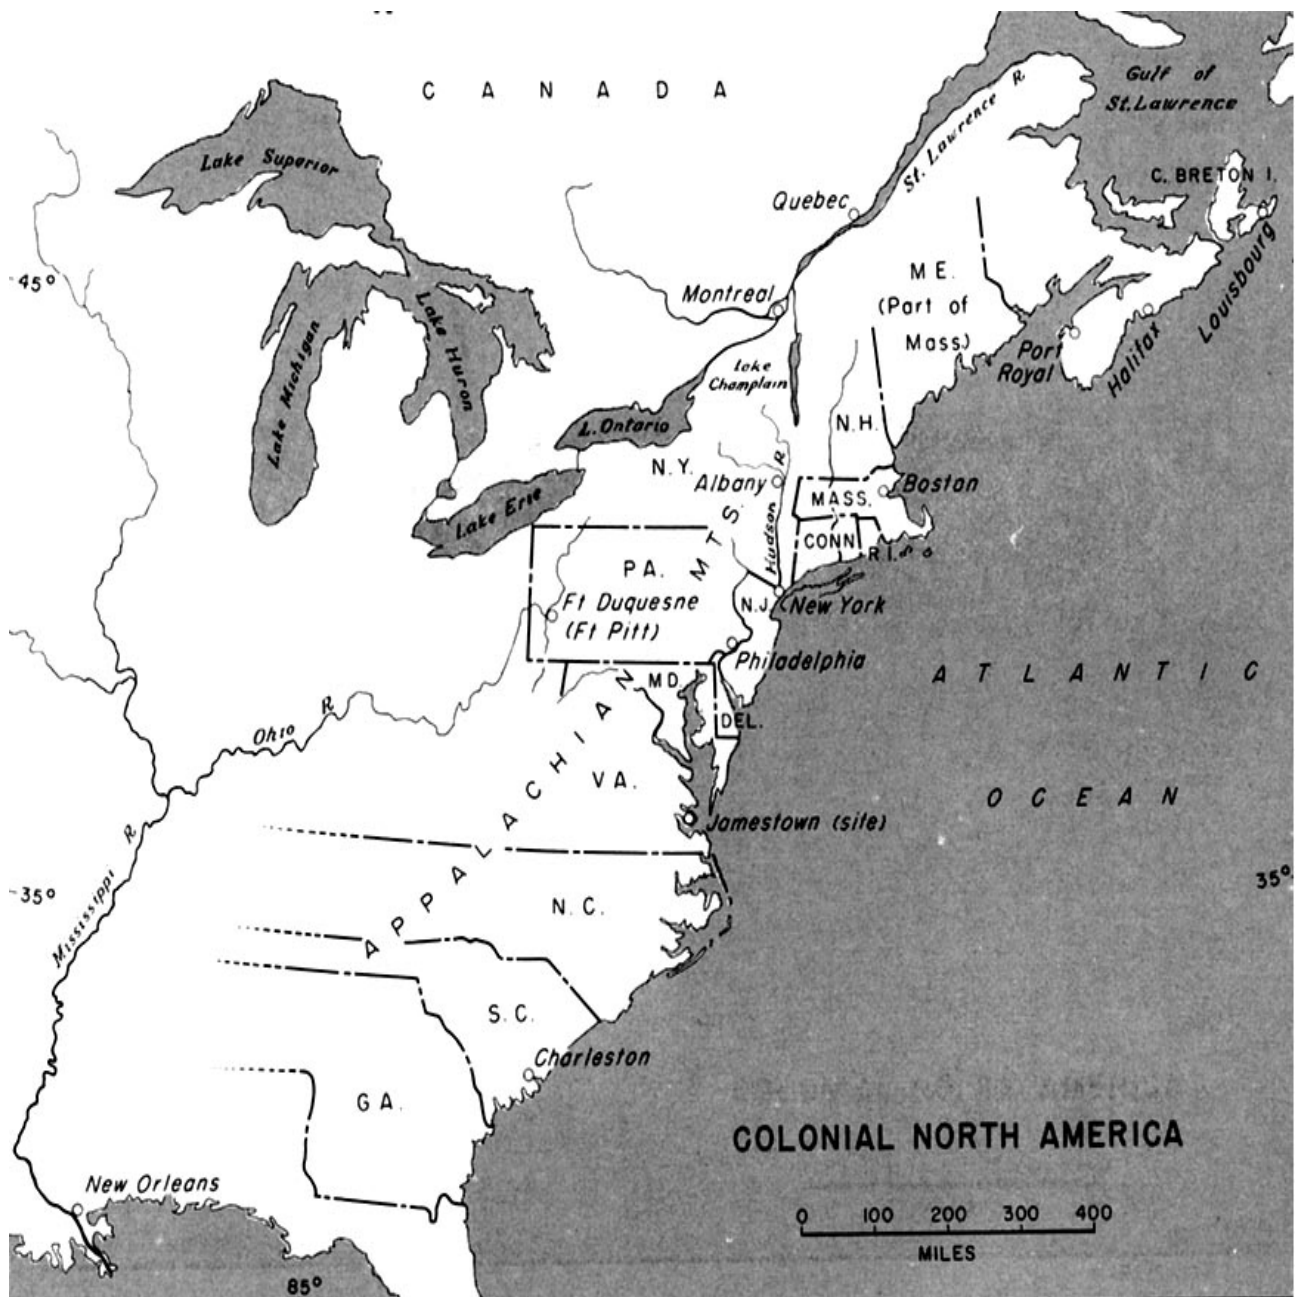 CANADA
Gulf of
St. Lawrence
St. Lawrence R
Lake Superior
C. BRETON I.
Quebec
45°
ME.
(Part of
Mass)
Montreal
Louisbourg
Lake Michigan
Lake Huron
Port
Royal
Halifax
Lake
Champlain
L. Ontario
N.H.
N.Y.
Albany
Hudson R
Boston
MASS.
Lake Erie
CONN
R.I.
PA.
N.J.
New York
Ft Duquesne
(Ft Pitt)
Philadelphia
MD.
DEL.
ATLANTIC
OCEAN
Ohio R
VA.
APPALACHIAN MTS.
Jamestown (site)
Mississippi R
35°
35°
N.C.
S.C.
Charleston
GA.
COLONIAL NORTH AMERICA
New Orleans
0 100 200 300 400
MILES
85°